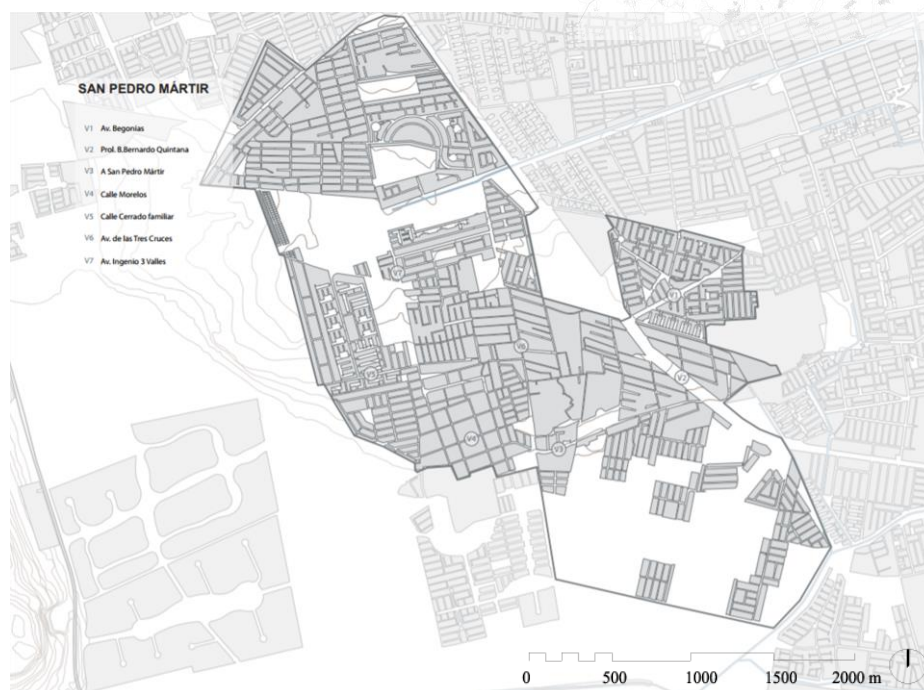 SAN PEDRO MÁRTIR
V1 Av. Begonias
V2 Prol. B.Bernardo Quintana
V3 A San Pedro Mártir
V4 Calle Morelos
V5 Calle Cerrado familiar
V6 Av. de las Tres Cruces
V7 Av. Ingenio 3 Valles
V1
V7
V6
V2
V5
V4
V3
0 500 1000 1500 2000 m